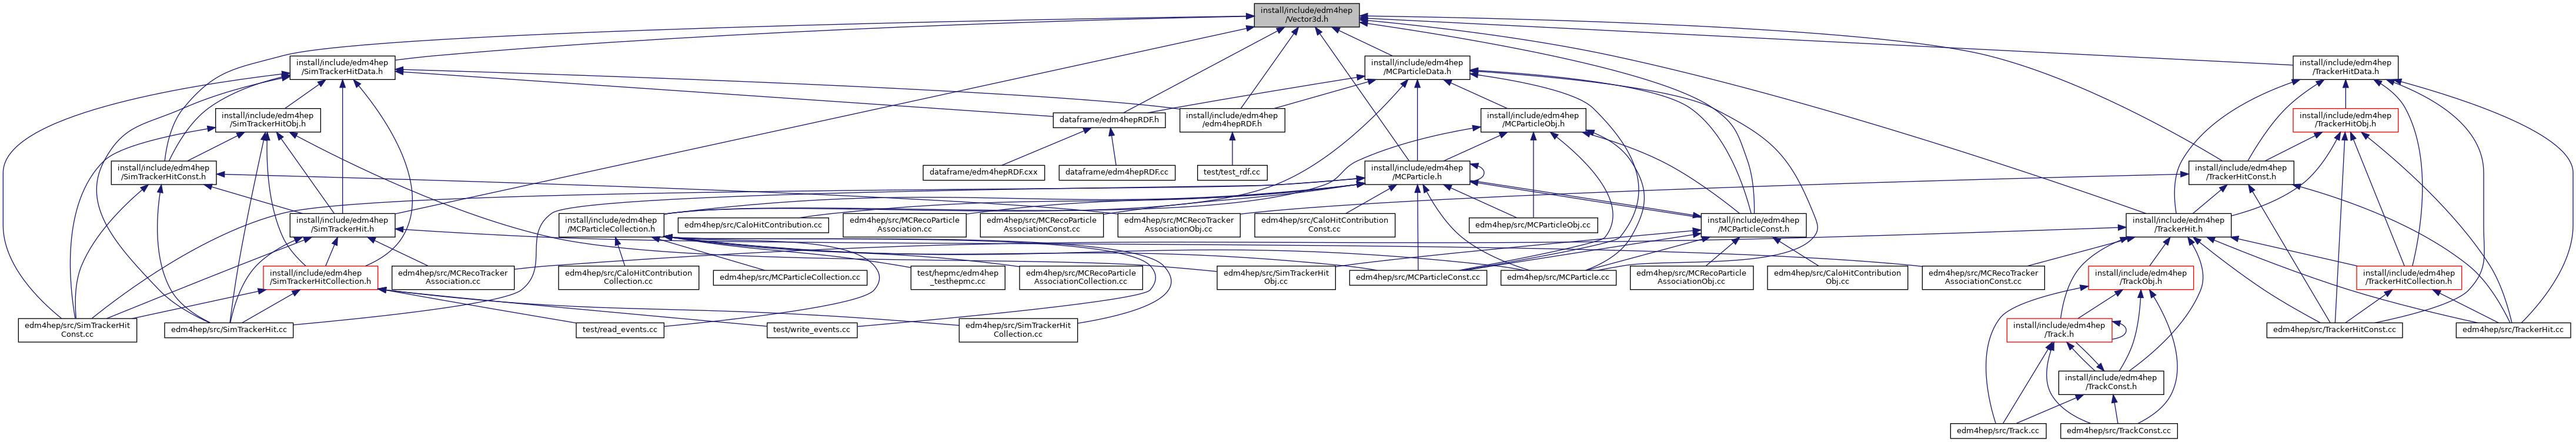 install/include/edm4hep
/Vector3d.h
install/include/edm4hep
/SimTrackerHitData.h
install/include/edm4hep
/MCParticleData.h
install/include/edm4hep
/TrackerHitData.h
install/include/edm4hep
/SimTrackerHitObj.h
dataframe/edm4hepRDF.h
install/include/edm4hep
/edm4hepRDF.h
install/include/edm4hep
/MCParticleObj.h
install/include/edm4hep
/TrackerHitObj.h
install/include/edm4hep
/SimTrackerHitConst.h
dataframe/edm4hepRDF.cxx
dataframe/edm4hepRDF.cc
test/test_rdf.cc
install/include/edm4hep
/MCParticle.h
install/include/edm4hep
/TrackerHitConst.h
install/include/edm4hep
/SimTrackerHit.h
install/include/edm4hep
/MCParticleCollection.h
edm4hep/src/CaloHitContribution.cc
edm4hep/src/MCRecoParticle
Association.cc
edm4hep/src/MCRecoParticle
AssociationConst.cc
edm4hep/src/MCRecoTracker
AssociationObj.cc
edm4hep/src/CaloHitContribution
Const.cc
edm4hep/src/MCParticleObj.cc
install/include/edm4hep
/MCParticleConst.h
install/include/edm4hep
/TrackerHit.h
install/include/edm4hep
/SimTrackerHitCollection.h
edm4hep/src/MCRecoTracker
Association.cc
edm4hep/src/CaloHitContribution
Collection.cc
edm4hep/src/MCParticleCollection.cc
test/hepmc/edm4hep
_testhepmc.cc
edm4hep/src/MCRecoParticle
AssociationCollection.cc
edm4hep/src/SimTrackerHit
Obj.cc
edm4hep/src/MCParticleConst.cc
edm4hep/src/MCParticle.cc
edm4hep/src/MCRecoParticle
AssociationObj.cc
edm4hep/src/CaloHitContribution
Obj.cc
edm4hep/src/MCRecoTracker
AssociationConst.cc
install/include/edm4hep
/TrackObj.h
install/include/edm4hep
/TrackerHitCollection.h
edm4hep/src/SimTrackerHit
Const.cc
edm4hep/src/SimTrackerHit.cc
test/read_events.cc
test/write_events.cc
edm4hep/src/SimTrackerHit
Collection.cc
install/include/edm4hep
/Track.h
edm4hep/src/TrackerHitConst.cc
edm4hep/src/TrackerHit.cc
install/include/edm4hep
/TrackConst.h
edm4hep/src/Track.cc
edm4hep/src/TrackConst.cc